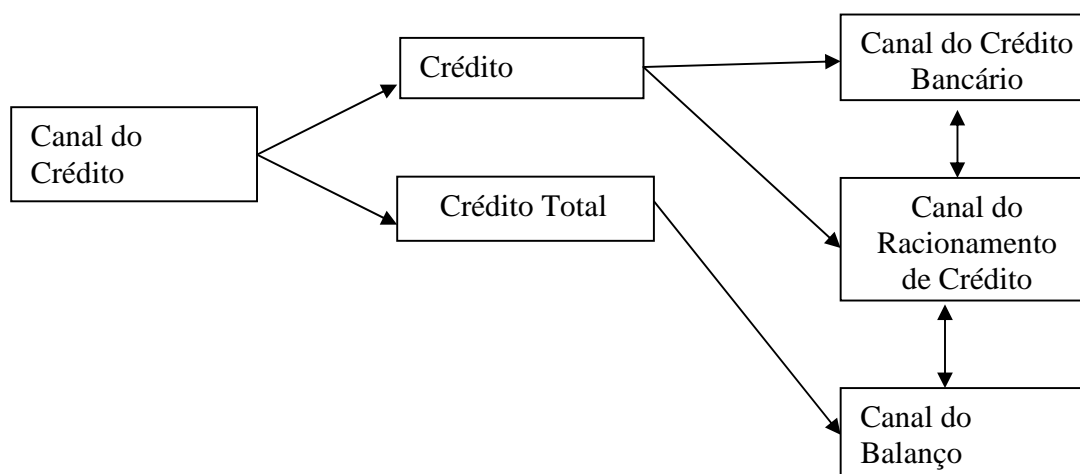 Canal do
Crédito
Crédito
Crédito Total
Canal do Crédito
Bancário
Canal do
Racionamento
de Crédito
Canal do
Balanço